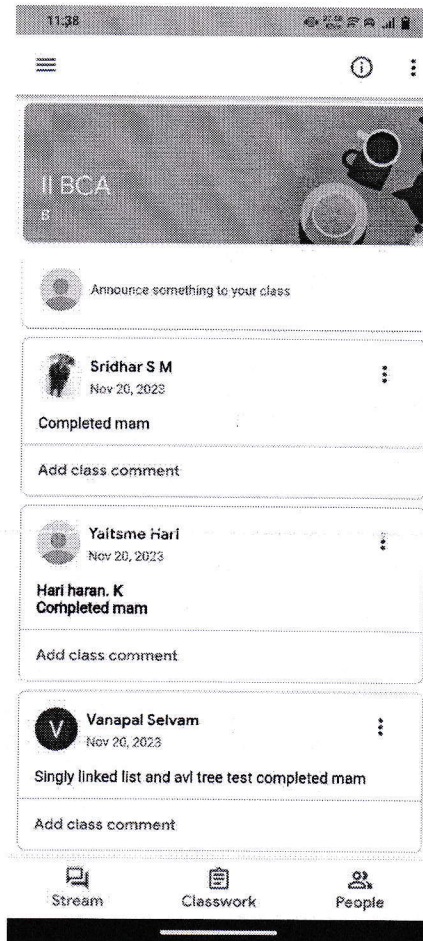 11.38
II BCA
B
Announce something to your class
Sridhar S M
Nov 20, 2023
Completed mam
Add class comment
Yaitsme Hari
Nov 20, 2023
Hari haran. K
Completed mam
Add class comment
V
Vanapal Selvam
Nov 20, 2023
Singly linked list and avl tree test completed mam
Add class comment
Stream
Classwork
People